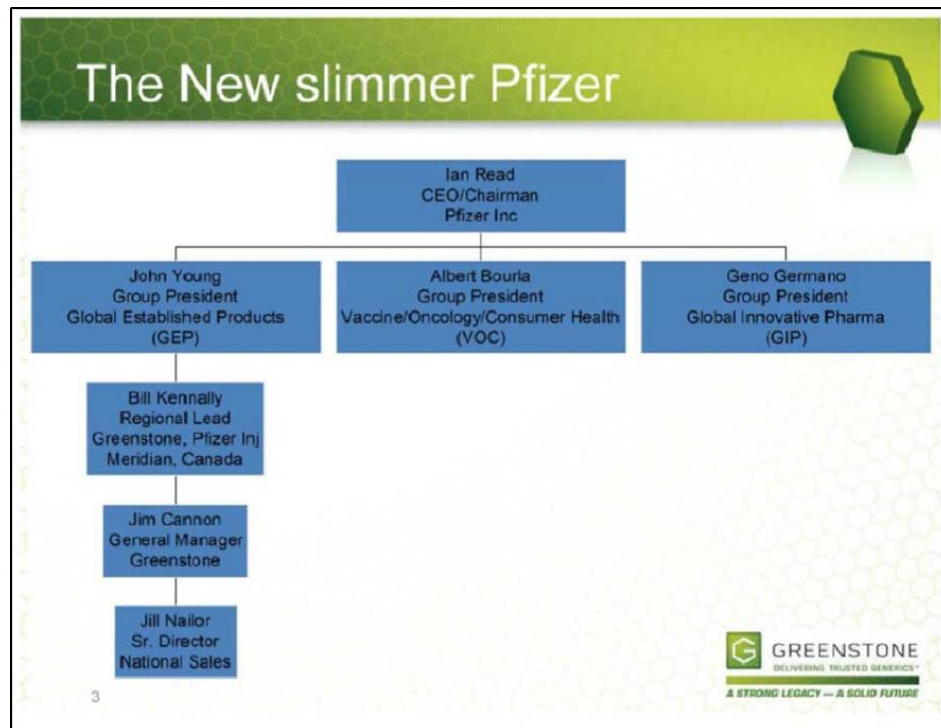 The New slimmer Pfizer
Ian Read
CEO/Chairman
Pfizer Inc
John Young
Group President
Global Established Products
(GEP)
Albert Bourla
Group President
Vaccine/Oncology/Consumer Health
(VOC)
Geno Germano
Group President
Global Innovative Pharma
(GIP)
Bill Kennally
Regional Lead
Greenstone, Pfizer Inj
Meridian, Canada
Jim Cannon
General Manager
Greenstone
Jill Nailor
Sr. Director
National Sales
3
G
GREENSTONE
DELIVERING TRUSTED GENERICS™
A STRONG LEGACY — A SOLID FUTURE